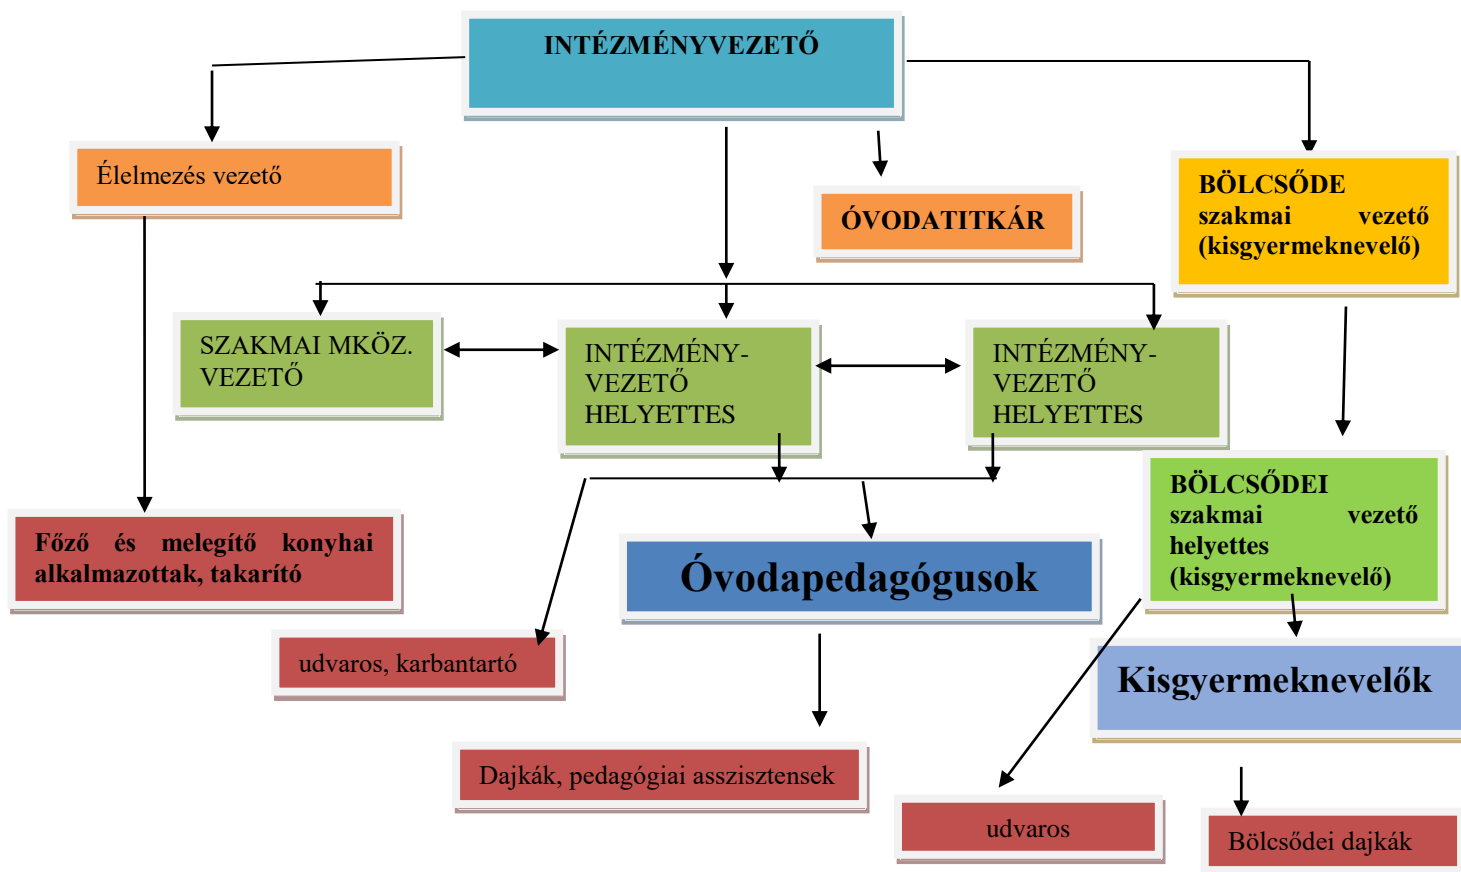 INTÉZMÉNYVEZETŐ
Élelmezés vezető
ÓVODATITKÁR
BÖLCSŐDE
szakmai vezető
(kisgyermeknevelő)
SZAKMAI MKÖZ.
VEZETŐ
INTÉZMÉNY-
VEZETŐ
HELYETTES
INTÉZMÉNY-
VEZETŐ
HELYETTES
BÖLCSŐDEI
szakmai vezető
helyettes
(kisgyermeknevelő)
Főző és melegítő konyhai
alkalmazottak, takarító
Óvodapedagógusok
udvaros, karbantartó
Kisgyermeknevelők
Dajkák, pedagógiai asszisztensek
udvaros
Bölcsődei dajkák